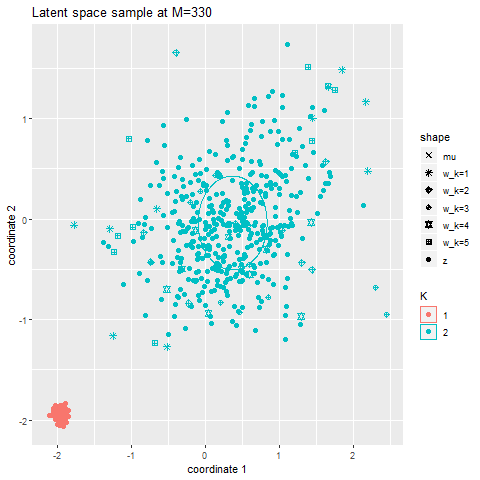 Latent space sample at M=330
coordinate 2
1
0
-1
-2
-2
-1
0
1
2
coordinate 1
shape
mu
w_k=1
w_k=2
w_k=3
w_k=4
w_k=5
z
K
1
2